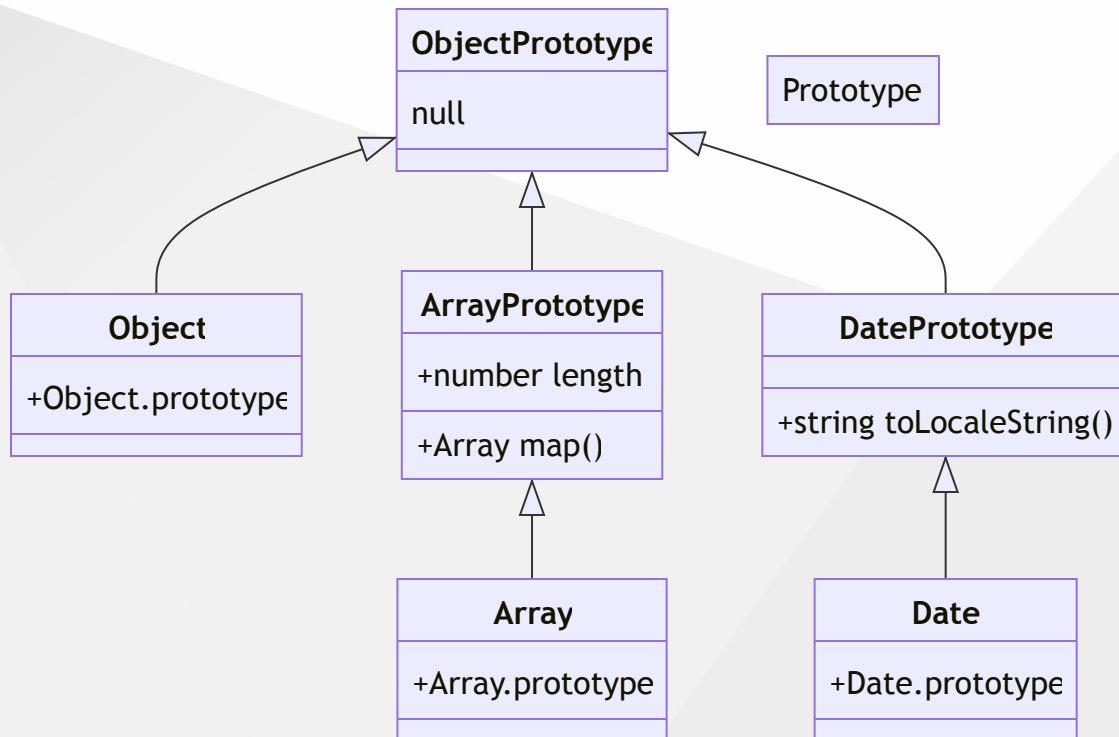 ObjectPrototype
null
Prototype
Object
+Object.prototype
ArrayPrototype
+number length
+Array map()
DatePrototype
+string toLocaleString()
Array
+Array.prototype
Date
+Date.prototype